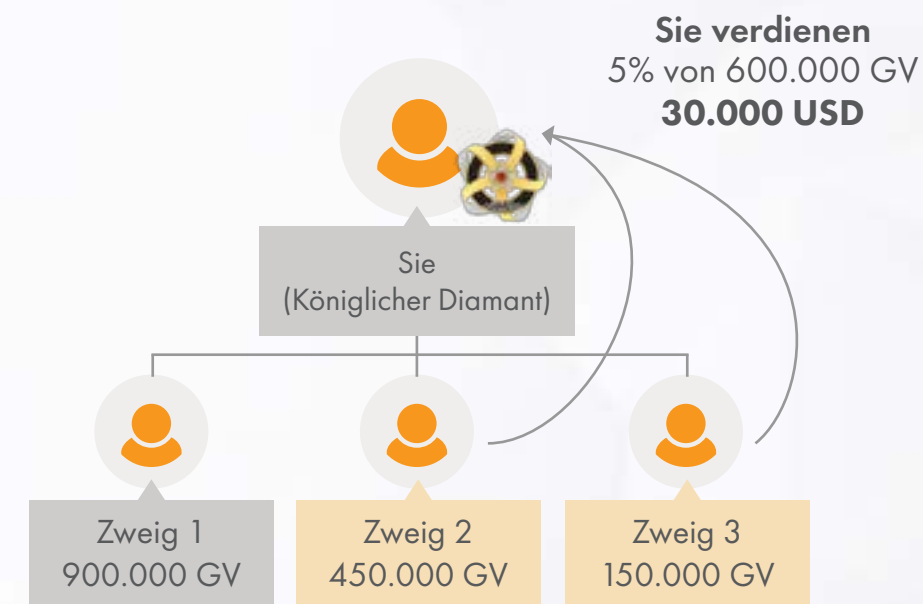 Sie verdienen
5% von 600.000 GV
30.000 USD
Sie
(Königlicher Diamant)
Zweig 1
900.000 GV
Zweig 2
450.000 GV
Zweig 3
150.000 GV